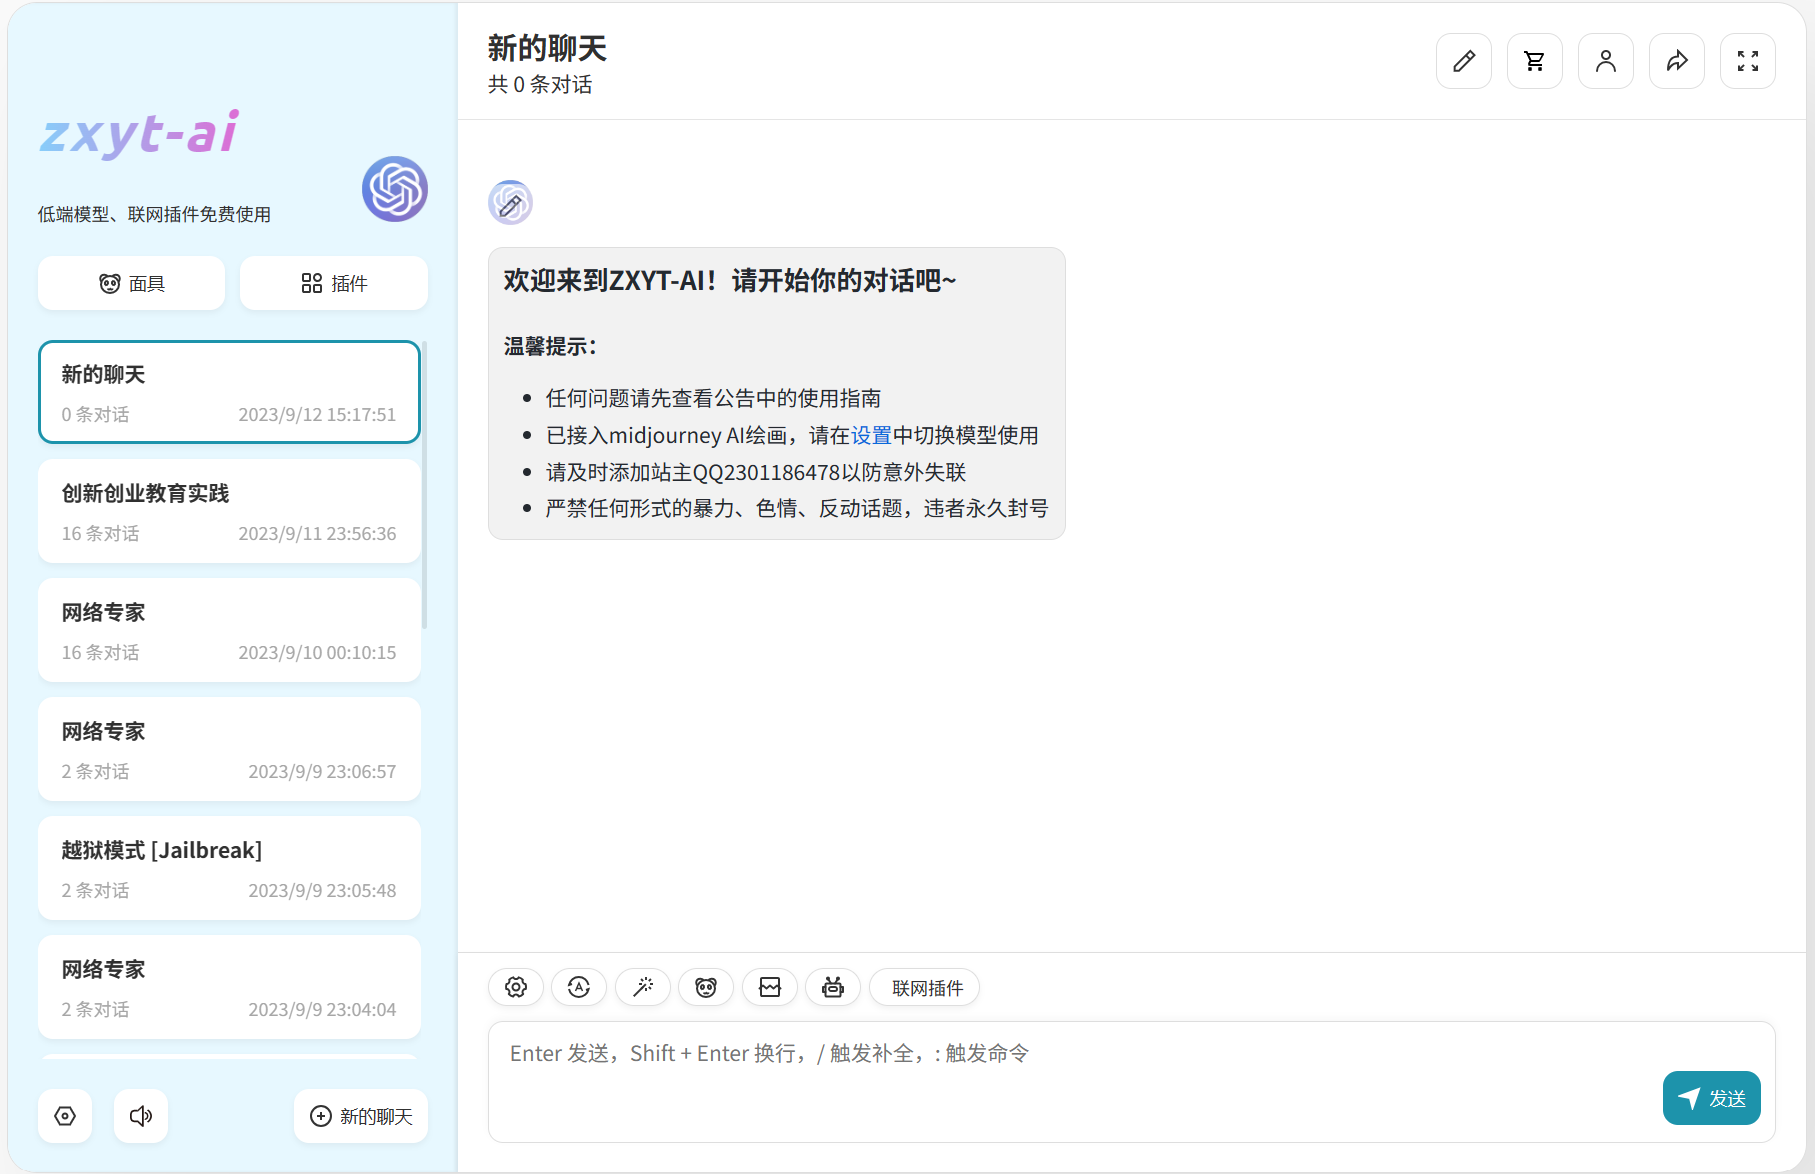 zxyt-ai
低端模型、联网插件免费使用
面具
插件
新的聊天
0 条对话
2023/9/12 15:17:51
创新创业教育实践
16 条对话
2023/9/11 23:56:36
网络专家
16 条对话
2023/9/10 00:10:15
网络专家
2 条对话
2023/9/9 23:06:57
越狱模式 [Jailbreak]
2 条对话
2023/9/9 23:05:48
网络专家
2 条对话
2023/9/9 23:04:04
新的聊天
新的聊天
共 0 条对话
欢迎来到ZXYT-AI！请开始你的对话吧~
温馨提示：
任何问题请先查看公告中的使用指南
已接入midjourney AI绘画，请在设置中切换模型使用
请及时添加站主QQ2301186478以防意外失联
严禁任何形式的暴力、色情、反动话题，违者永久封号
联网插件
Enter 发送，Shift + Enter 换行，/ 触发补全，: 触发命令
发送